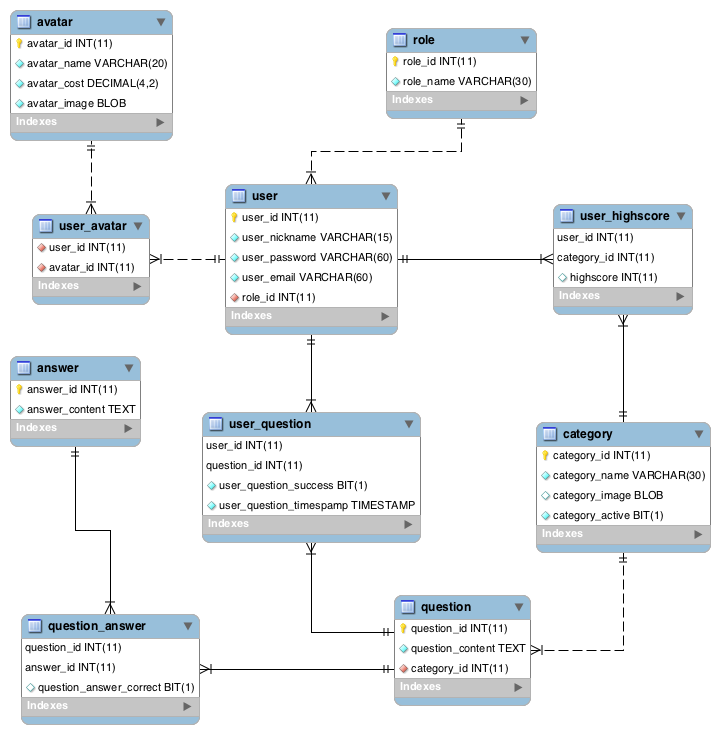 avatar
avatar_id INT(11)
avatar_name VARCHAR(20)
avatar_cost DECIMAL(4,2)
avatar_image BLOB
Indexes
role
role_id INT(11)
role_name VARCHAR(30)
Indexes
user_avatar
user_id INT(11)
avatar_id INT(11)
Indexes
user
user_id INT(11)
user_nickname VARCHAR(15)
user_password VARCHAR(60)
user_email VARCHAR(60)
role_id INT(11)
Indexes
user_highscore
user_id INT(11)
category_id INT(11)
highscore INT(11)
Indexes
answer
answer_id INT(11)
answer_content TEXT
Indexes
user_question
user_id INT(11)
question_id INT(11)
user_question_success BIT(1)
user_question_timespamp TIMESTAMP
Indexes
category
category_id INT(11)
category_name VARCHAR(30)
category_image BLOB
category_active BIT(1)
Indexes
question_answer
question_id INT(11)
answer_id INT(11)
question_answer_correct BIT(1)
Indexes
question
question_id INT(11)
question_content TEXT
category_id INT(11)
Indexes